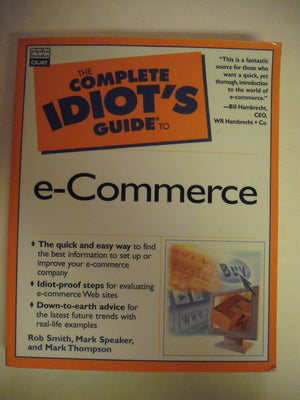 alpha
books
QUE
THE
COMPLETE
IDIOT'S
GUIDE® TO
"This is a fantastic
source for those who
want a quick, yet
thorough, introduction
to the world of
e-commerce."
—Bill Hambrecht,
CEO,
WR Hambrecht + Co.
e-Commerce
♦ The quick and easy way to find
the best information to set up or
improve your e-commerce
company
♦ Idiot-proof steps for evaluating
e-commerce Web sites
♦ Down-to-earth advice for
the latest future trends with
real-life examples
Rob Smith, Mark Speaker,
and Mark Thompson
BUY